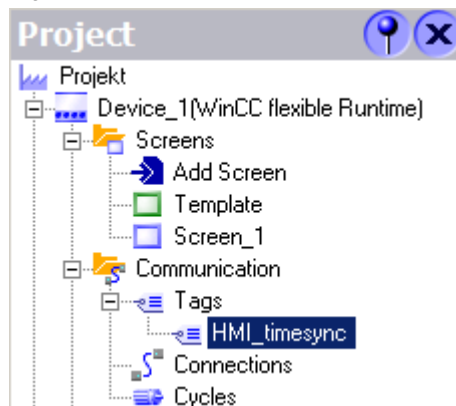 Project
Projekt
Device_1(WinCC flexible Runtime)
Screens
Add Screen
Template
Screen_1
Communication
Tags
HMI_timesync
Connections
Cycles